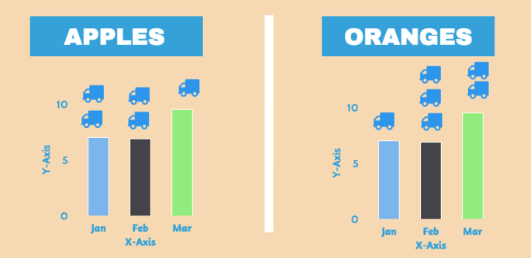 APPLES
10
5
0
Y-Axis
Jan Feb Mar
X-Axis
ORANGES
10
5
0
Y-Axis
Jan Feb Mar
X-Axis